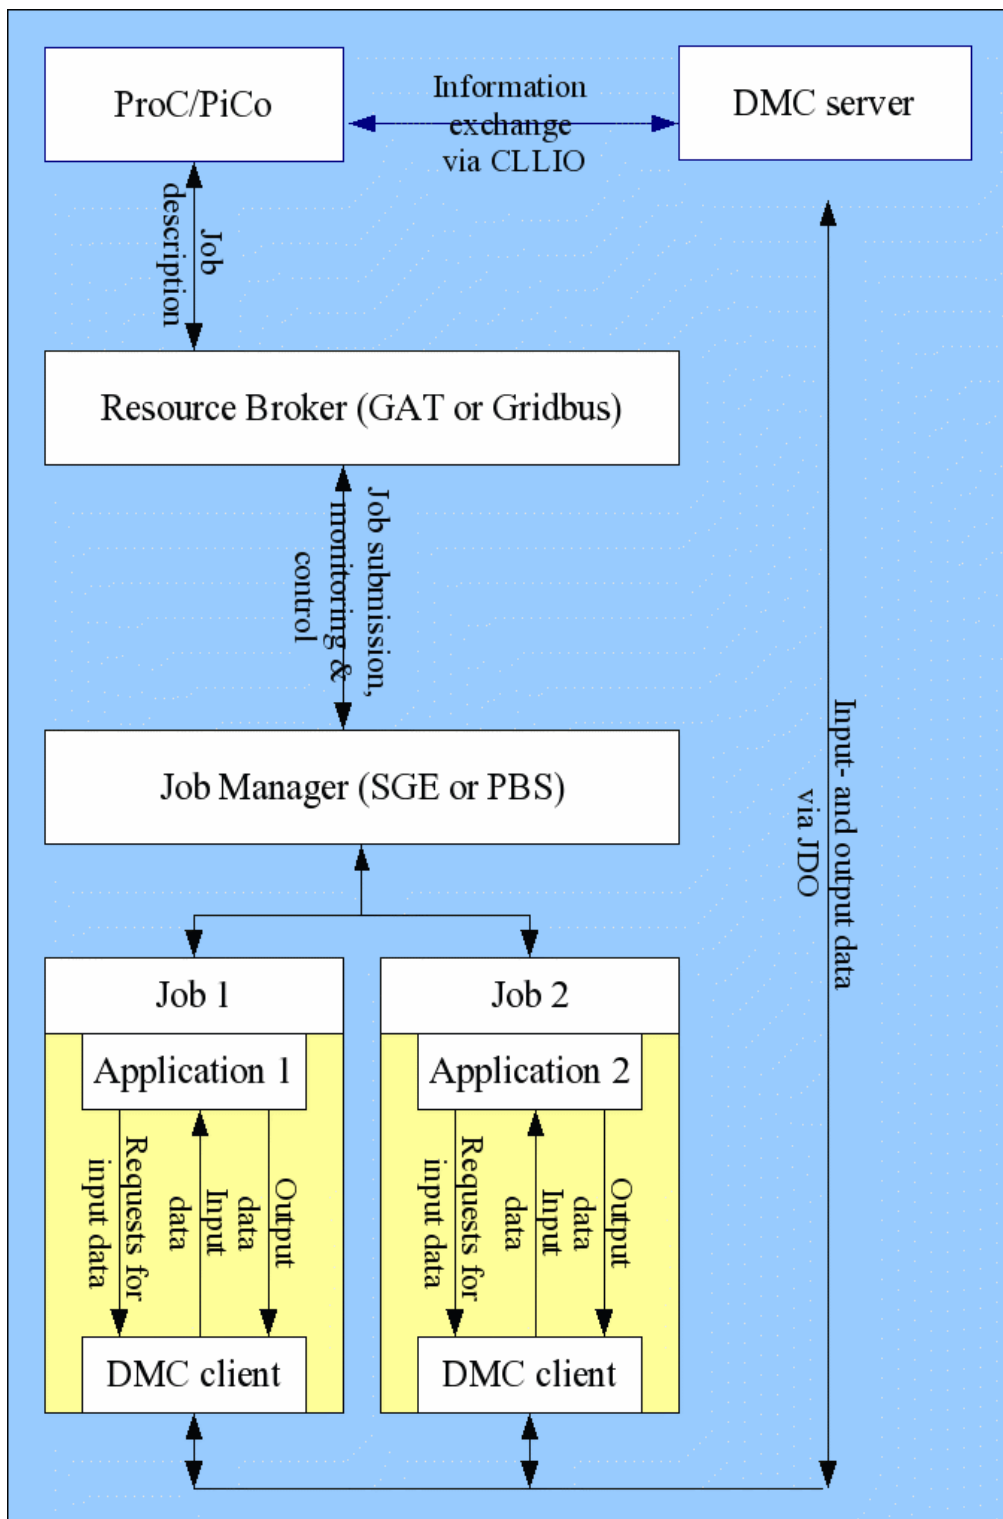 ProC/PiCo
Information
exchange
via CLLIO
DMC server
Job
description
Resource Broker (GAT or Gridbus)
Job submission,
monitoring &
control
Job Manager (SGE or PBS)
Input- and output data
via JDO
Job 1
Job 2
Application 1
Application 2
Requests for
input data
Input
data
Output
data
Requests for
input data
Input
data
Output
data
DMC client
DMC client